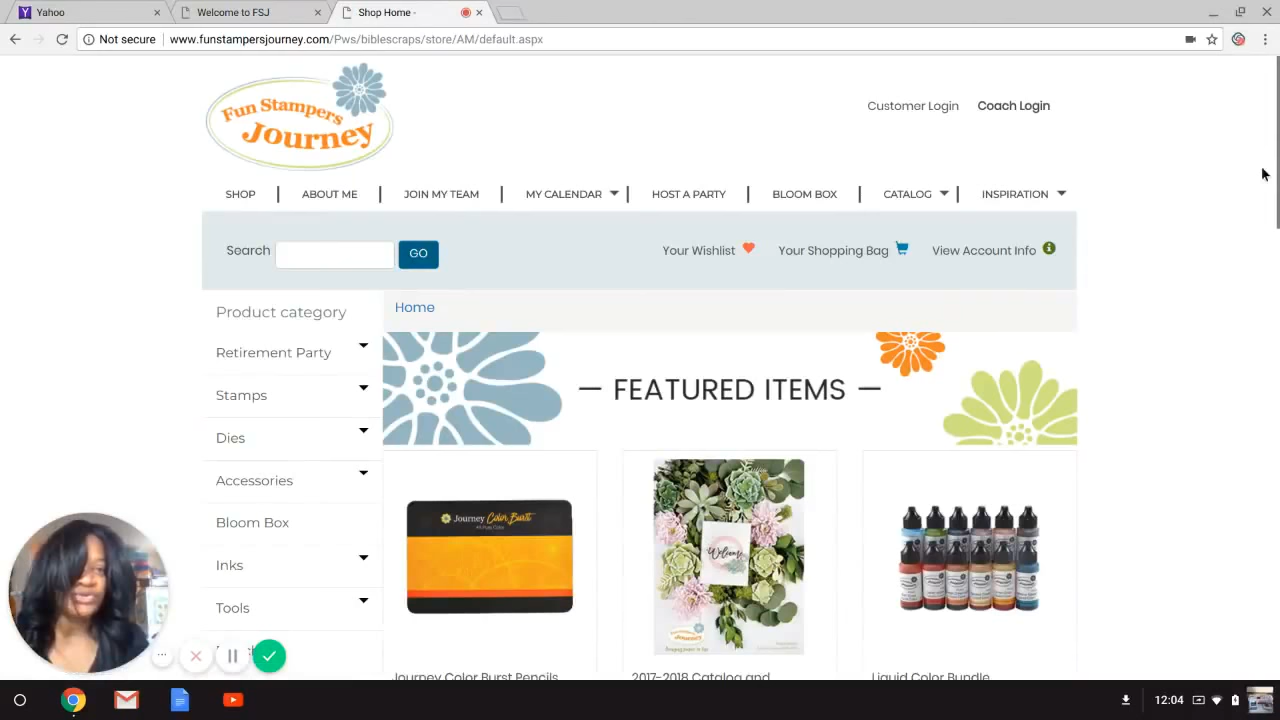 Yahoo
Welcome to FSJ
Shop Home -
Not secure
www.funstampersjourney.com/Pws/biblescraps/store/AM/default.aspx
Fun Stampers
Journey
Customer Login
Coach Login
SHOP
ABOUT ME
JOIN MY TEAM
MY CALENDAR
HOST A PARTY
BLOOM BOX
CATALOG
INSPIRATION
Search
GO
Your Wishlist
Your Shopping Bag
View Account Info
Product category
Home
Retirement Party
Stamps
Dies
Accessories
Bloom Box
Inks
Tools
— FEATURED ITEMS —
Journey Color Burst
Welcome
Fun Stampers
Journey
Journey Color Burst Pencils
2017-2018 Catalog and
Liquid Color Bundle
12:04